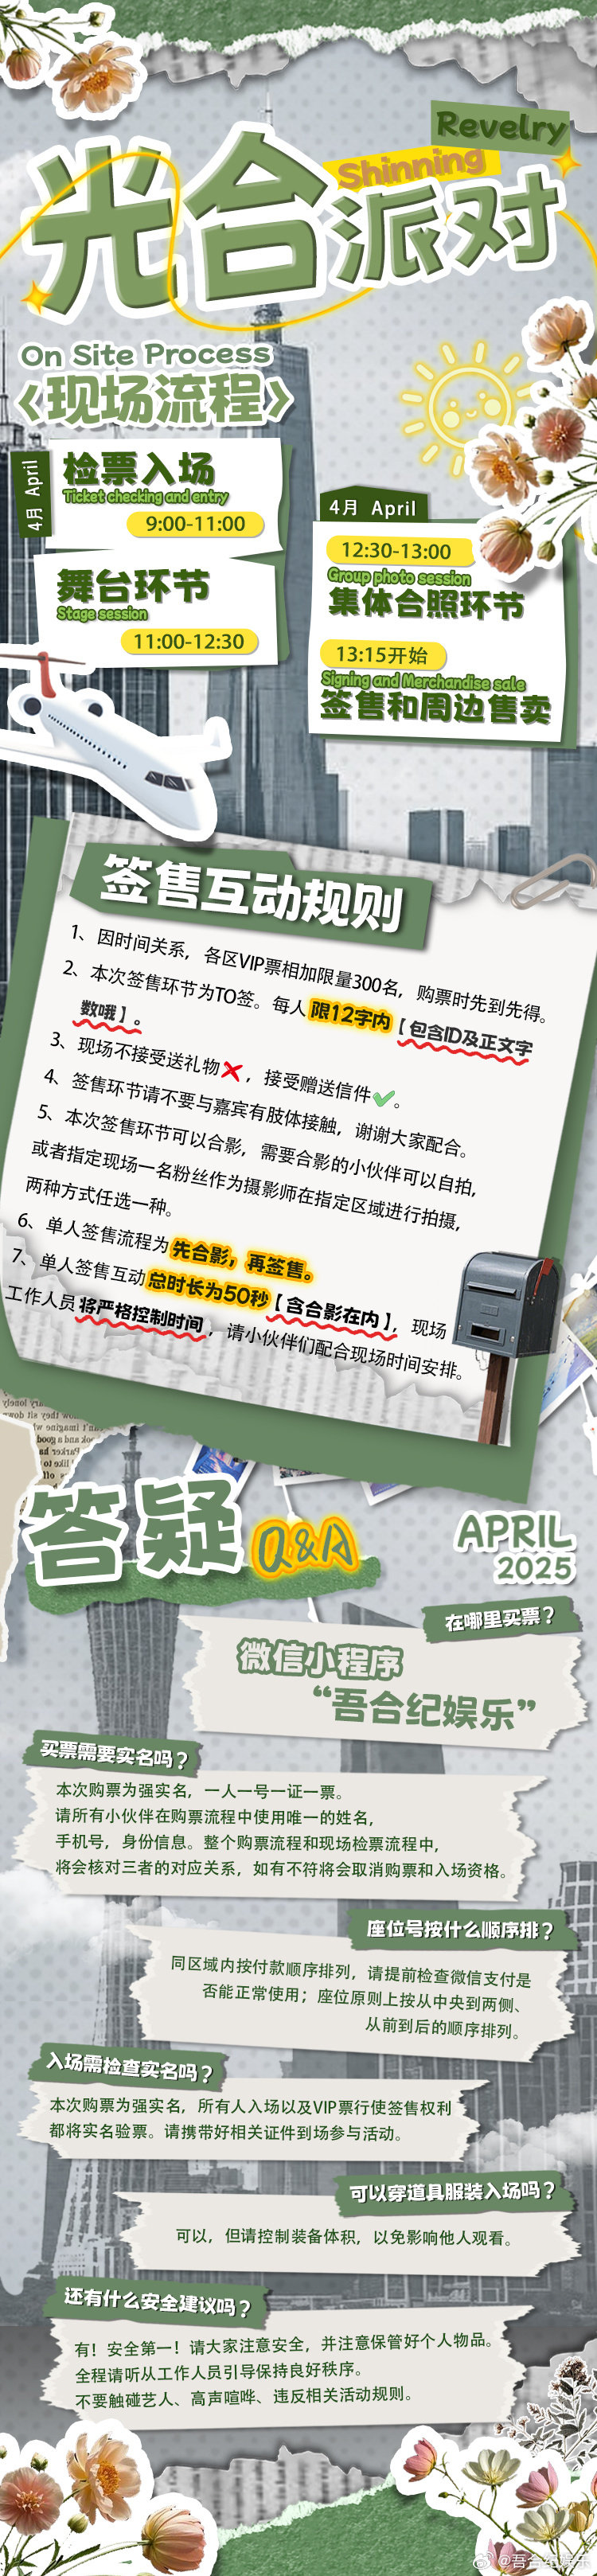 Revelry
Shinning
光合派对
On Site Process
〈现场流程〉
4月 April
检票入场
Ticket checking and entry
9:00-11:00
舞台环节
Stage session
11:00-12:30
4月 April
12:30-13:00
Group photo session
集体合照环节
13:15开始
Signing and Merchandise sale
签售和周边售卖
签售互动规则
1、因时间关系，各区VIP票相加限量300名，购票时先到先得。
2、本次签售环节为TO签。每人限12字内【包含ID及正文字
数哦】。
3、现场不接受送礼物❌，接受赠送信件✔。
4、签售环节请不要与嘉宾有肢体接触，谢谢大家配合。
5、本次签售环节可以合影，需要合影的小伙伴可以自拍，
或者指定现场一名粉丝作为摄影师在指定区域进行拍摄，
两种方式任选一种。
6、单人签售流程为先合影，再签售。
7、单人签售互动总时长为50秒【含合影在内】，现场
工作人员将严格控制时间，请小伙伴们配合现场时间安排。
答疑 Q&A
APRIL
2025
在哪里买票？
微信小程序
“吾合纪娱乐”
买票需要实名吗？
本次购票为强实名，一人一号一证一票。
请所有小伙伴在购票流程中使用唯一的姓名，
手机号，身份信息。整个购票流程和现场检票流程中，
将会核对三者的对应关系，如有不符将会取消购票和入场资格。
座位号按什么顺序排？
同区域内按付款顺序排列，请提前检查微信支付是
否能正常使用；座位原则上按从中央到两侧、
从前到后的顺序排列。
入场需检查实名吗？
本次购票为强实名，所有人入场以及VIP票行使签售权利
都将实名验票。请携带好相关证件到场参与活动。
可以穿道具服装入场吗？
可以，但请控制装备体积，以免影响他人观看。
还有什么安全建议吗？
有！安全第一！请大家注意安全，并注意保管好个人物品。
全程请听从工作人员引导保持良好秩序。
不要触碰艺人、高声喧哗、违反相关活动规则。
@吾合纪娱乐